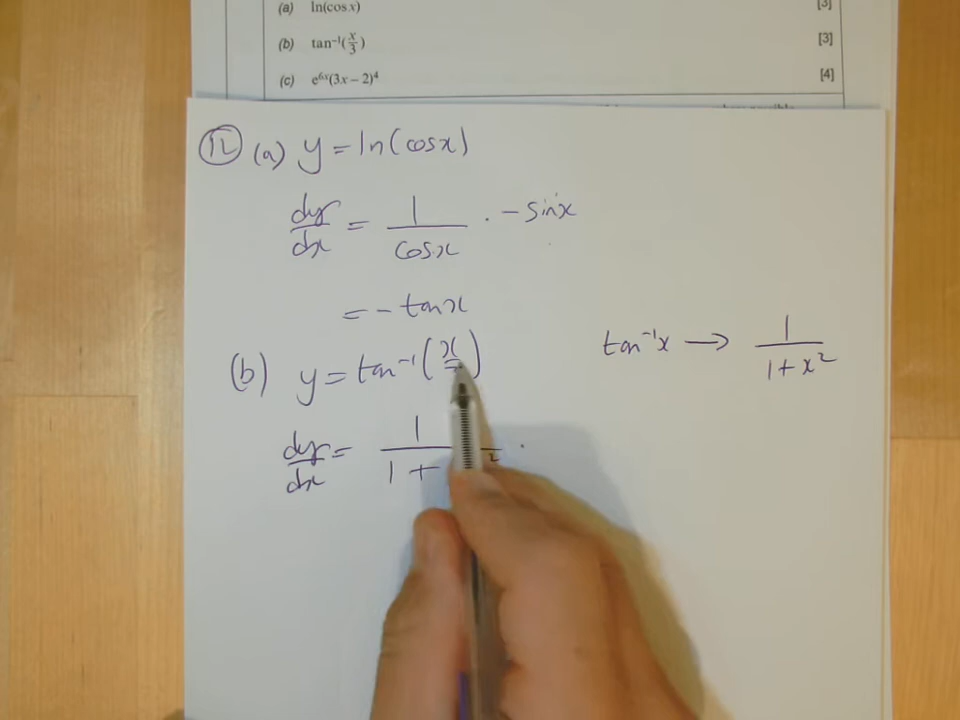 (a) ln(cos x) [3]
(b) tan⁻¹(x/3) [3]
(c) e⁶ˣ(3x – 2)⁴ [4]
12 (a) y = ln(cosx)
dy/dx = 1/cosx · - sinx
= - tanx
tan⁻¹x → 1/(1+x²)
(b) y = tan⁻¹(x/
dy/dx = 1/(1+ ² ·